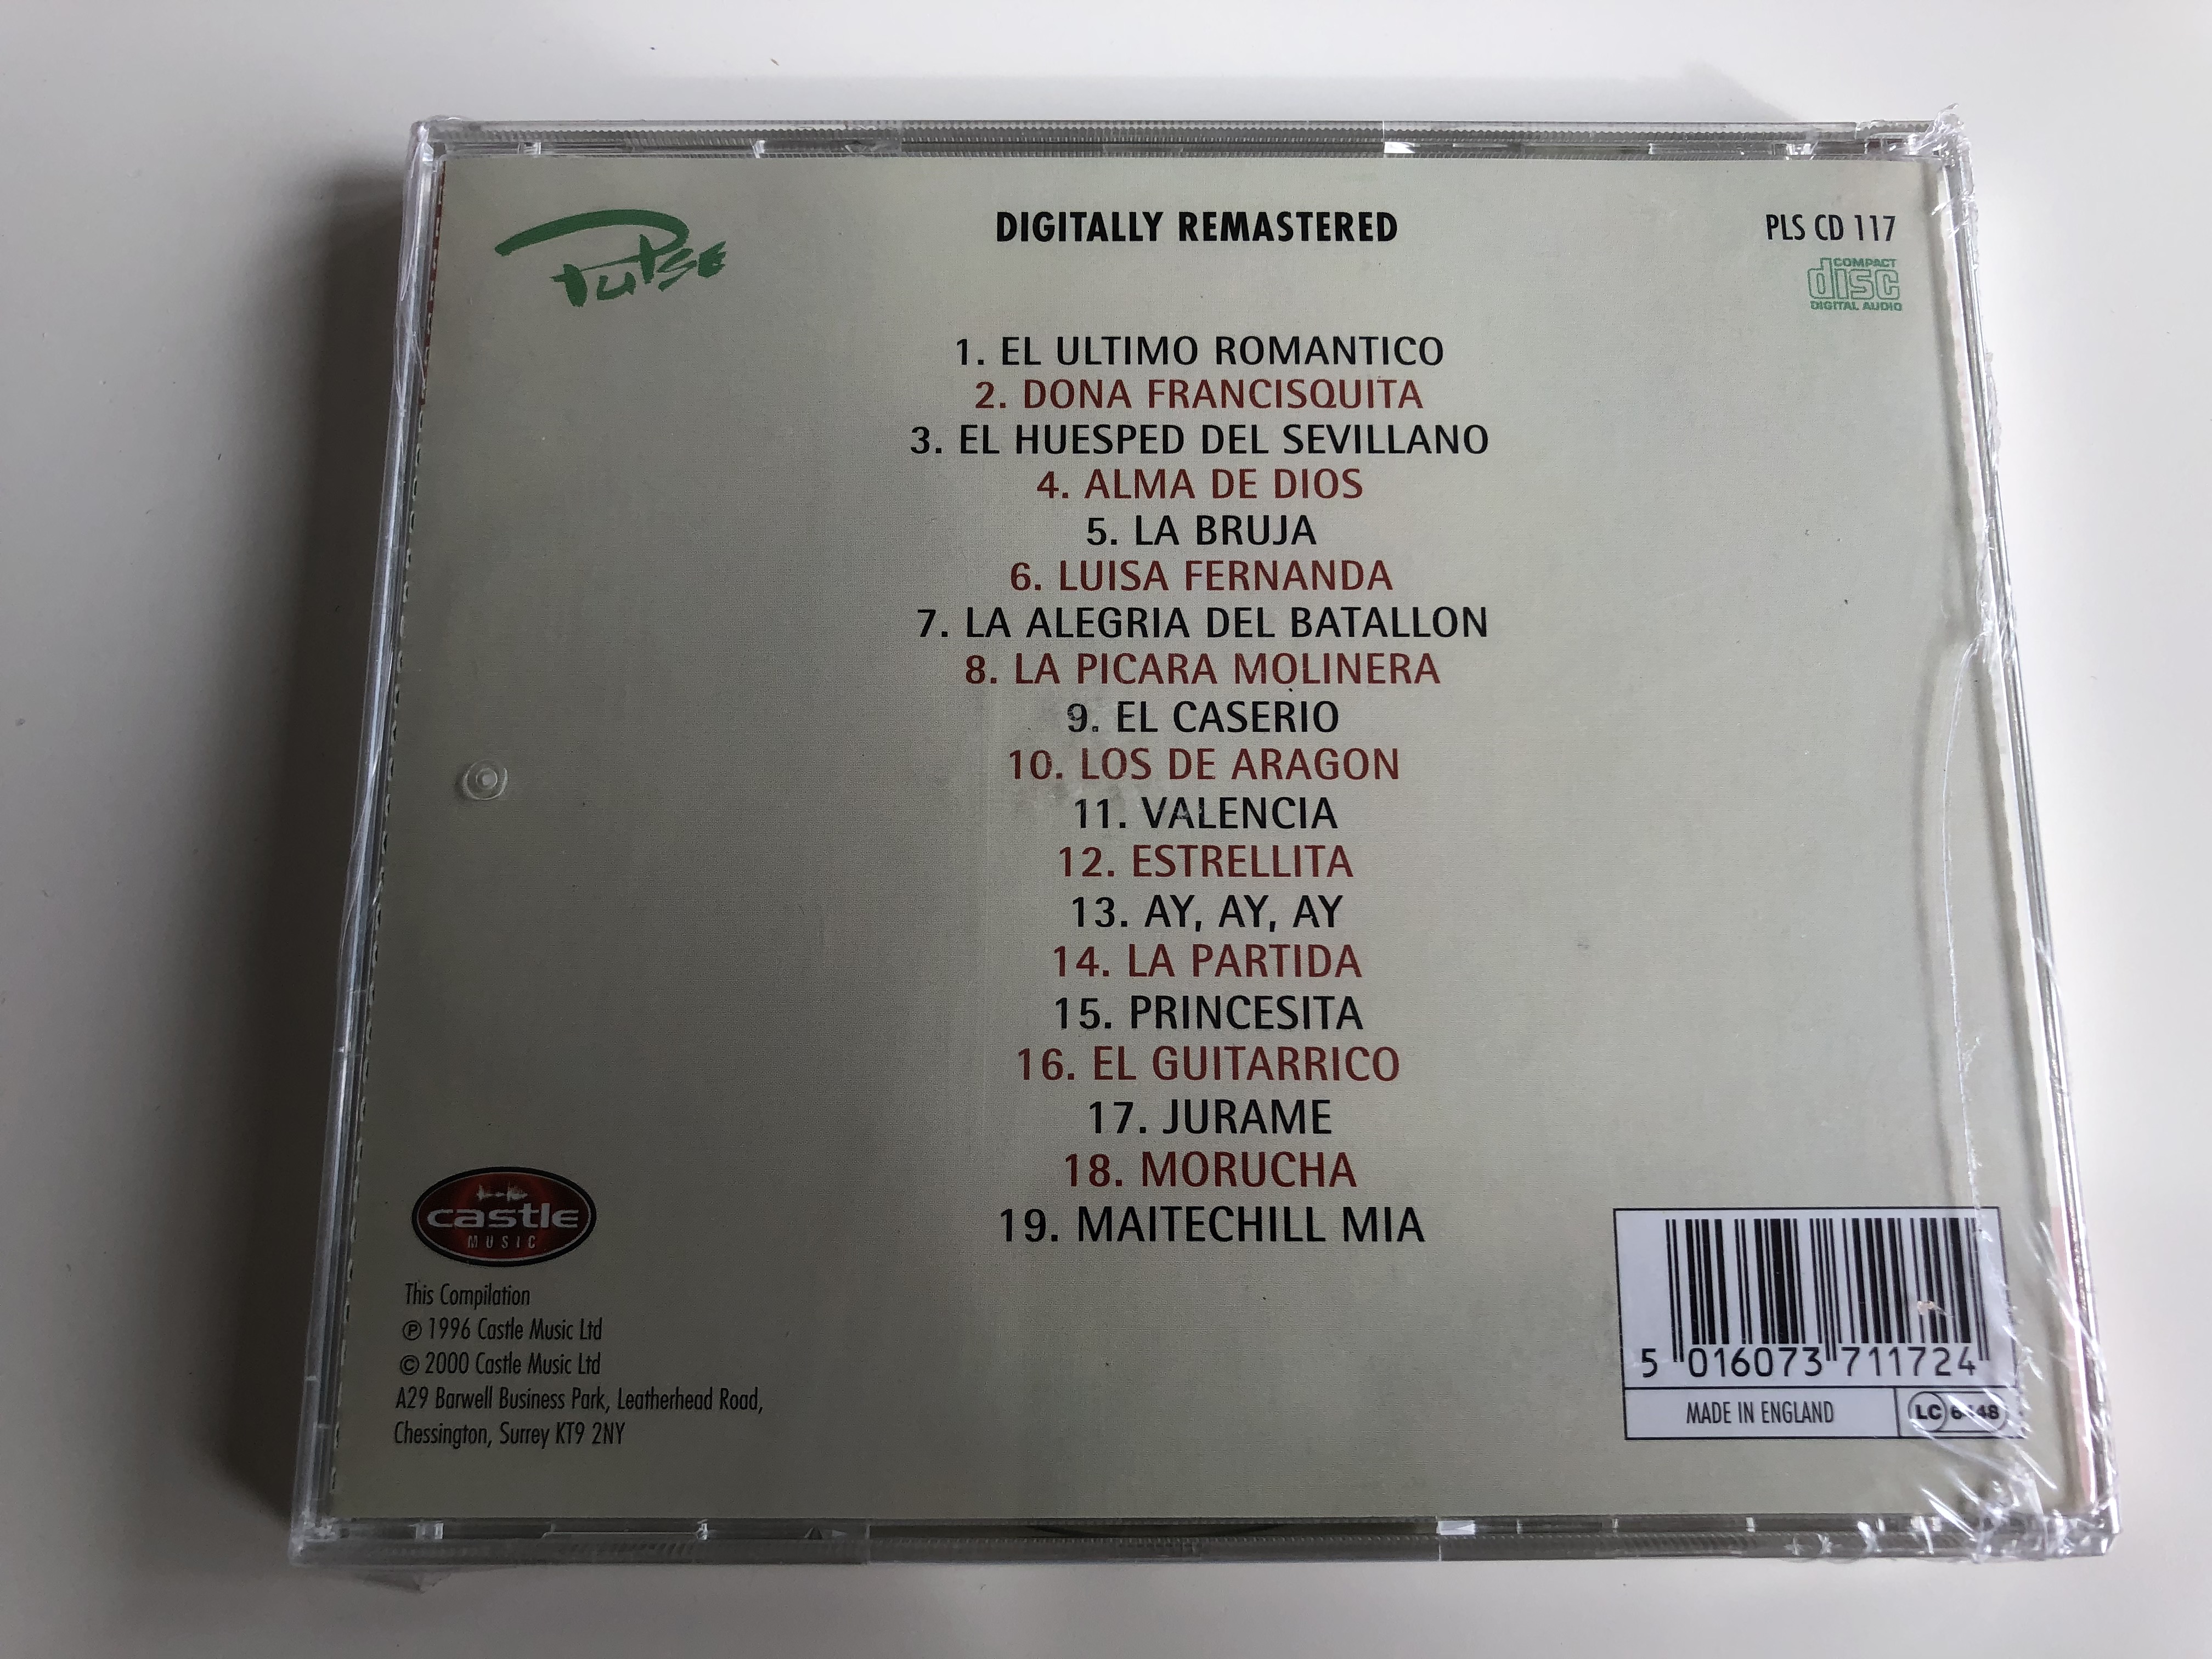 Pulse
DIGITALLY REMASTERED
PLS CD 117
COMPACT
disc
DIGITAL AUDIO
1. EL ULTIMO ROMANTICO
2. DONA FRANCISQUITA
3. EL HUESPED DEL SEVILLANO
4. ALMA DE DIOS
5. LA BRUJA
6. LUISA FERNANDA
7. LA ALEGRIA DEL BATALLON
8. LA PICARA MOLINERA
9. EL CASERIO
10. LOS DE ARAGON
11. VALENCIA
12. ESTRELLITA
13. AY, AY, AY
14. LA PARTIDA
15. PRINCESITA
16. EL GUITARRICO
17. JURAME
18. MORUCHA
19. MAITECHILL MIA
castle
MUSIC
This Compilation
℗ 1996 Castle Music Ltd
© 2000 Castle Music Ltd
A29 Barwell Business Park, Leatherhead Road,
Chessington, Surrey KT9 2NY
5 016073 711724
MADE IN ENGLAND
LC